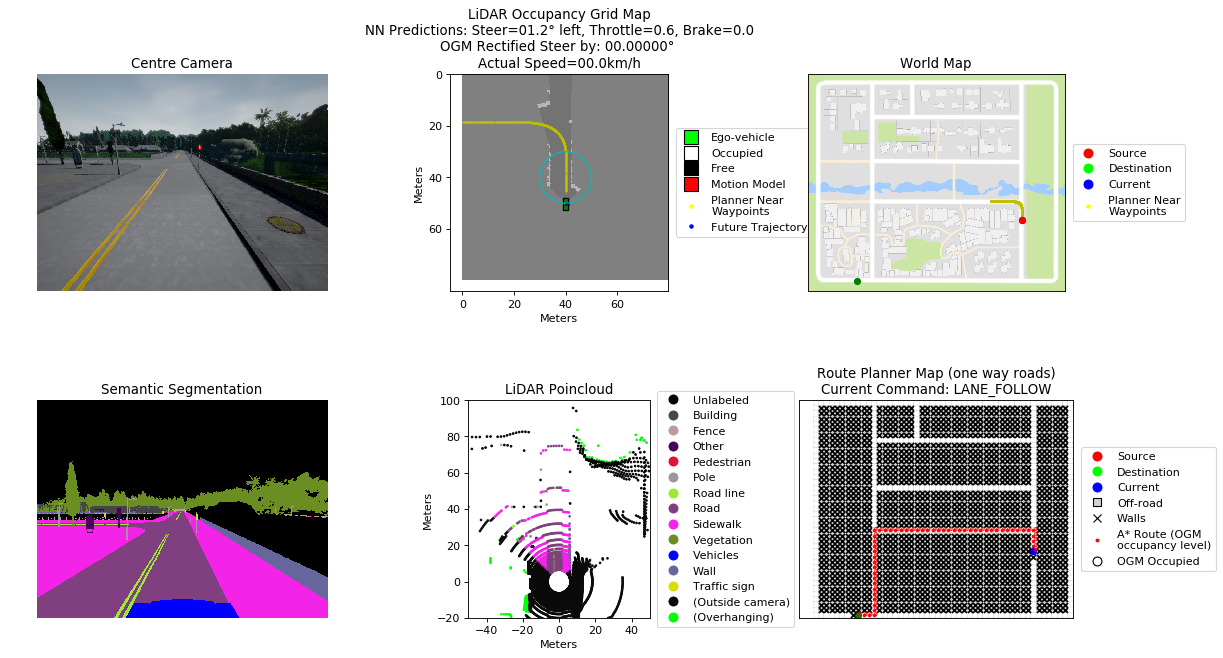 LiDAR Occupancy Grid Map
NN Predictions: Steer=01.2° left, Throttle=0.6, Brake=0.0
OGM Rectified Steer by: 00.00000°
Actual Speed=00.0km/h
Centre Camera
World Map
0
20
40
60
Meters
0
20
40
60
Meters
Ego-vehicle
Occupied
Free
Motion Model
Planner Near
Waypoints
Future Trajectory
Source
Destination
Current
Planner Near
Waypoints
Semantic Segmentation
LiDAR Poincloud
Route Planner Map (one way roads)
Current Command: LANE_FOLLOW
100
80
60
40
20
0
−20
Meters
−40
−20
0
20
40
Meters
Unlabeled
Building
Fence
Other
Pedestrian
Pole
Road line
Road
Sidewalk
Vegetation
Vehicles
Wall
Traffic sign
(Outside camera)
(Overhanging)
Source
Destination
Current
Off-road
Walls
A* Route (OGM
occupancy level)
OGM Occupied